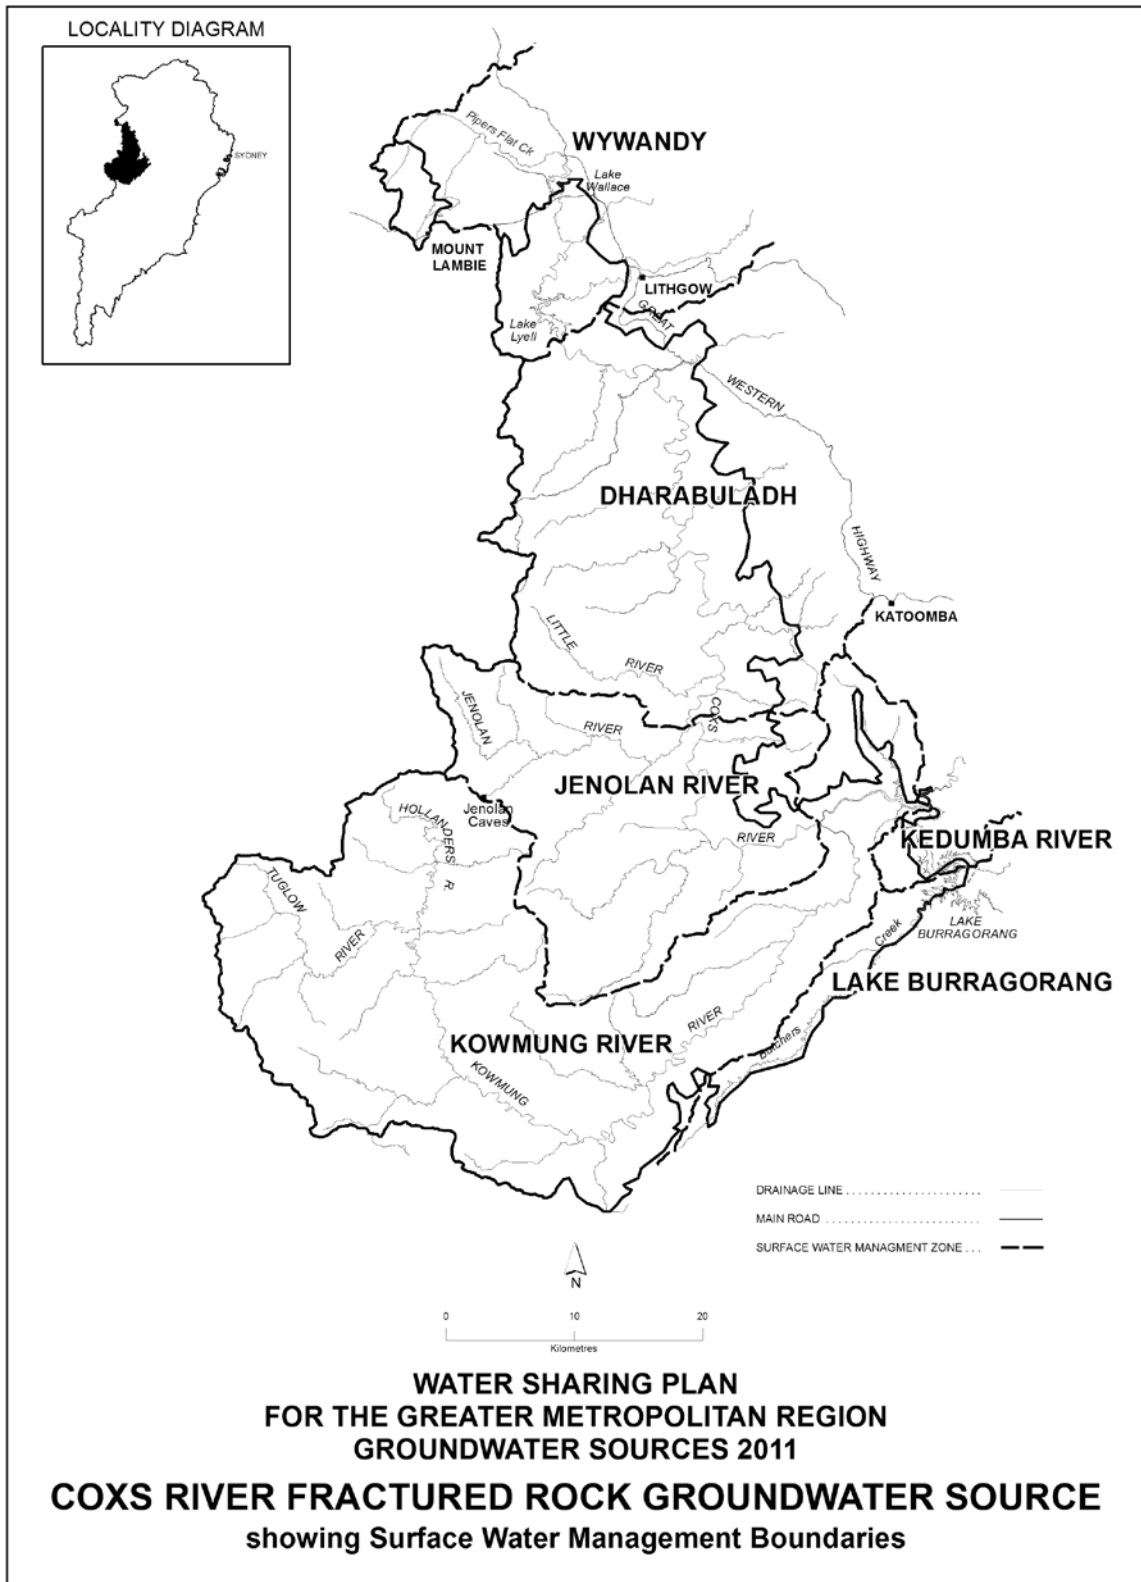 LOCALITY DIAGRAM
SYDNEY
WYWANDY
Pipers Flat Ck
Lake
Wallace
MOUNT
LAMBIE
LITHGOW
GREAT
Lake
Lyell
WESTERN
DHARABULADH
HIGHWAY
KATOOMBA
LITTLE
RIVER
JENOLAN
RIVER
COXS
JENOLAN RIVER
Jenolan
Caves
HOLLANDERS R
RIVER
KEDUMBA RIVER
TUGLOW
RIVER
LAKE
BURRAGORANG
Creek
LAKE BURRAGORANG
RIVER
Butchers
KOWMUNG RIVER
KOWMUNG
DRAINAGE LINE . . . . . . . . . . . . . . . . . . . . . .
MAIN ROAD . . . . . . . . . . . . . . . . . . . . . . . . .
SURFACE WATER MANAGMENT ZONE . . .
N
0 10 20
Kilometres
WATER SHARING PLAN
FOR THE GREATER METROPOLITAN REGION
GROUNDWATER SOURCES 2011
COXS RIVER FRACTURED ROCK GROUNDWATER SOURCE
showing Surface Water Management Boundaries